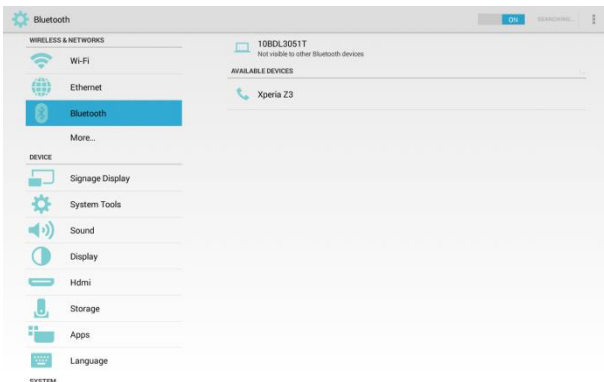 Bluetooth
ON
SEARCHING...
WIRELESS & NETWORKS
Wi-Fi
Ethernet
Bluetooth
More...
DEVICE
Signage Display
System Tools
Sound
Display
Hdmi
Storage
Apps
Language
SYSTEM
10BDL3051T
Not visible to other Bluetooth devices
AVAILABLE DEVICES
Xperia Z3